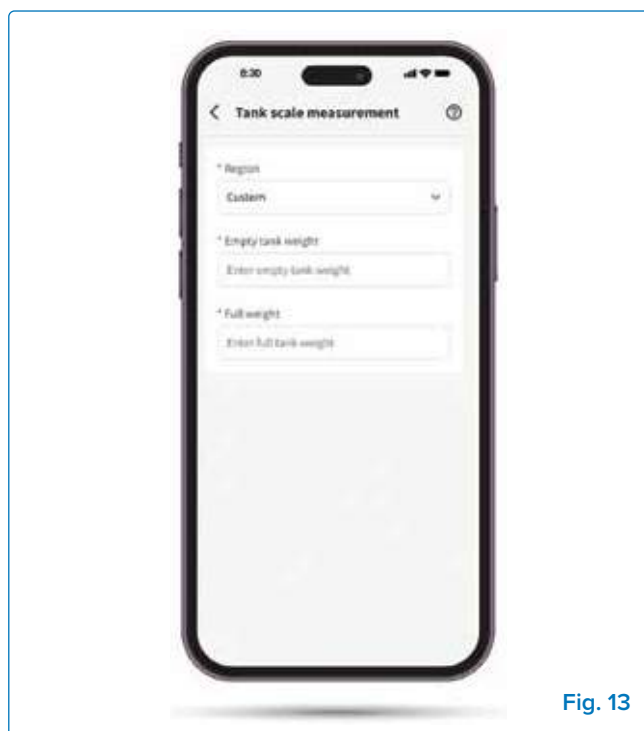 8:30
Tank scale measurement
* Region
Custom
* Empty tank weight
Enter empty tank weight
* Full weight
Enter full tank weight
Fig. 13